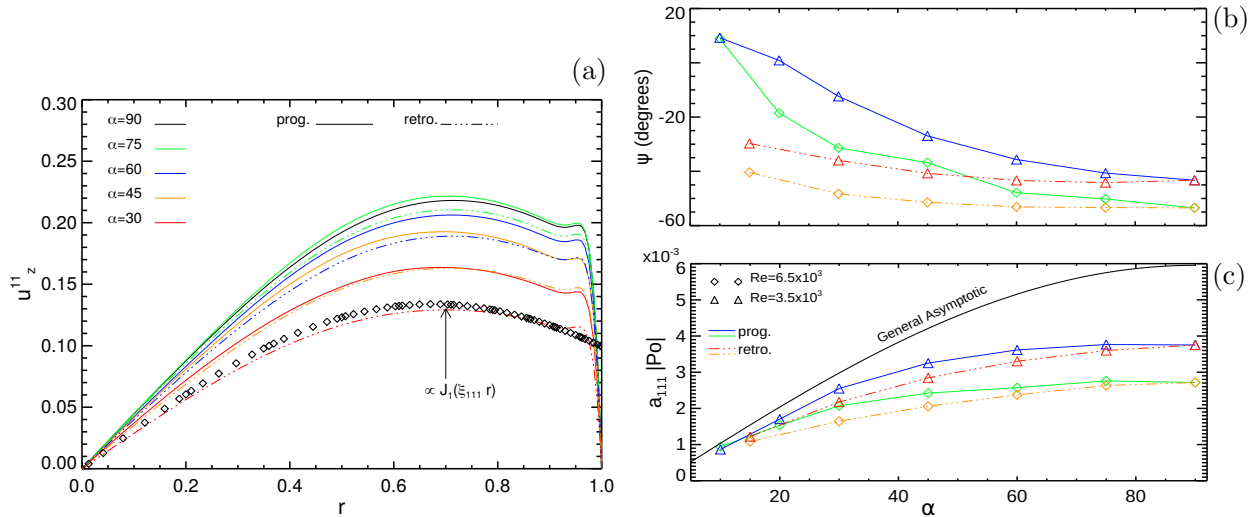 (a)
0.30
0.25
0.20
0.15
0.10
0.05
0.00
u¹¹_z
α=90
α=75
α=60
α=45
α=30
prog.
retro.
∝ J₁(ξ₁₁₁ r)
0.0 0.2 0.4 0.6 0.8 1.0
r
(b)
20
-20
-60
ψ (degrees)
(c)
x10⁻³
6
5
4
3
2
1
0
a₁₁₁ |Po|
Re=6.5x10³
Re=3.5x10³
General Asymptotic
prog.
retro.
20 40 60 80
α